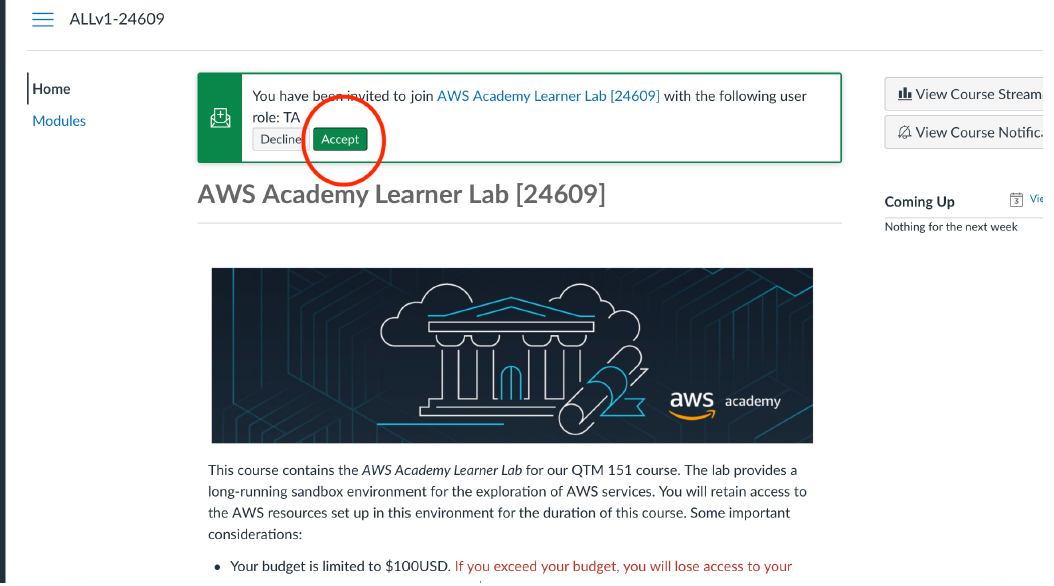 ALLv1-24609
Home
Modules
You have been invited to join AWS Academy Learner Lab [24609] with the following user
role: TA
Decline
Accept
View Course Stream
View Course Notific
AWS Academy Learner Lab [24609]
Coming Up
3
Vie
Nothing for the next week
aws academy
This course contains the AWS Academy Learner Lab for our QTM 151 course. The lab provides a
long-running sandbox environment for the exploration of AWS services. You will retain access to
the AWS resources set up in this environment for the duration of this course. Some important
considerations:
• Your budget is limited to $100USD. If you exceed your budget, you will lose access to your